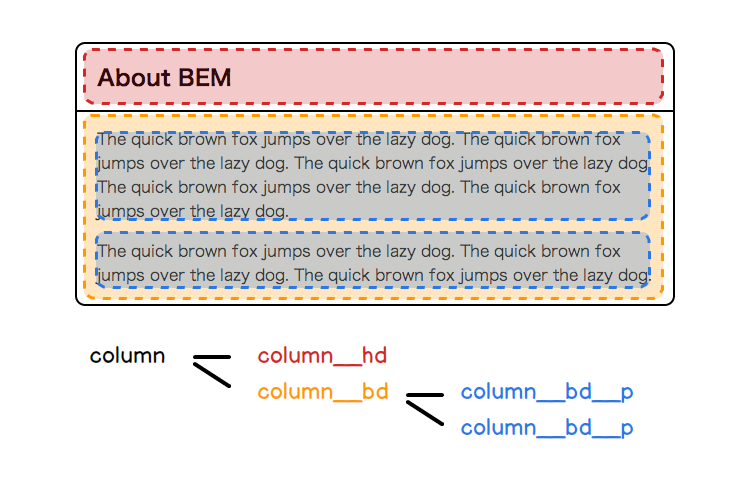 About BEM
The quick brown fox jumps over the lazy dog. The quick brown fox
jumps over the lazy dog. The quick brown fox jumps over the lazy dog.
The quick brown fox jumps over the lazy dog. The quick brown fox
jumps over the lazy dog.
The quick brown fox jumps over the lazy dog. The quick brown fox
jumps over the lazy dog. The quick brown fox jumps over the lazy dog.
column
column__hd
column__bd
column__bd__p
column__bd__p